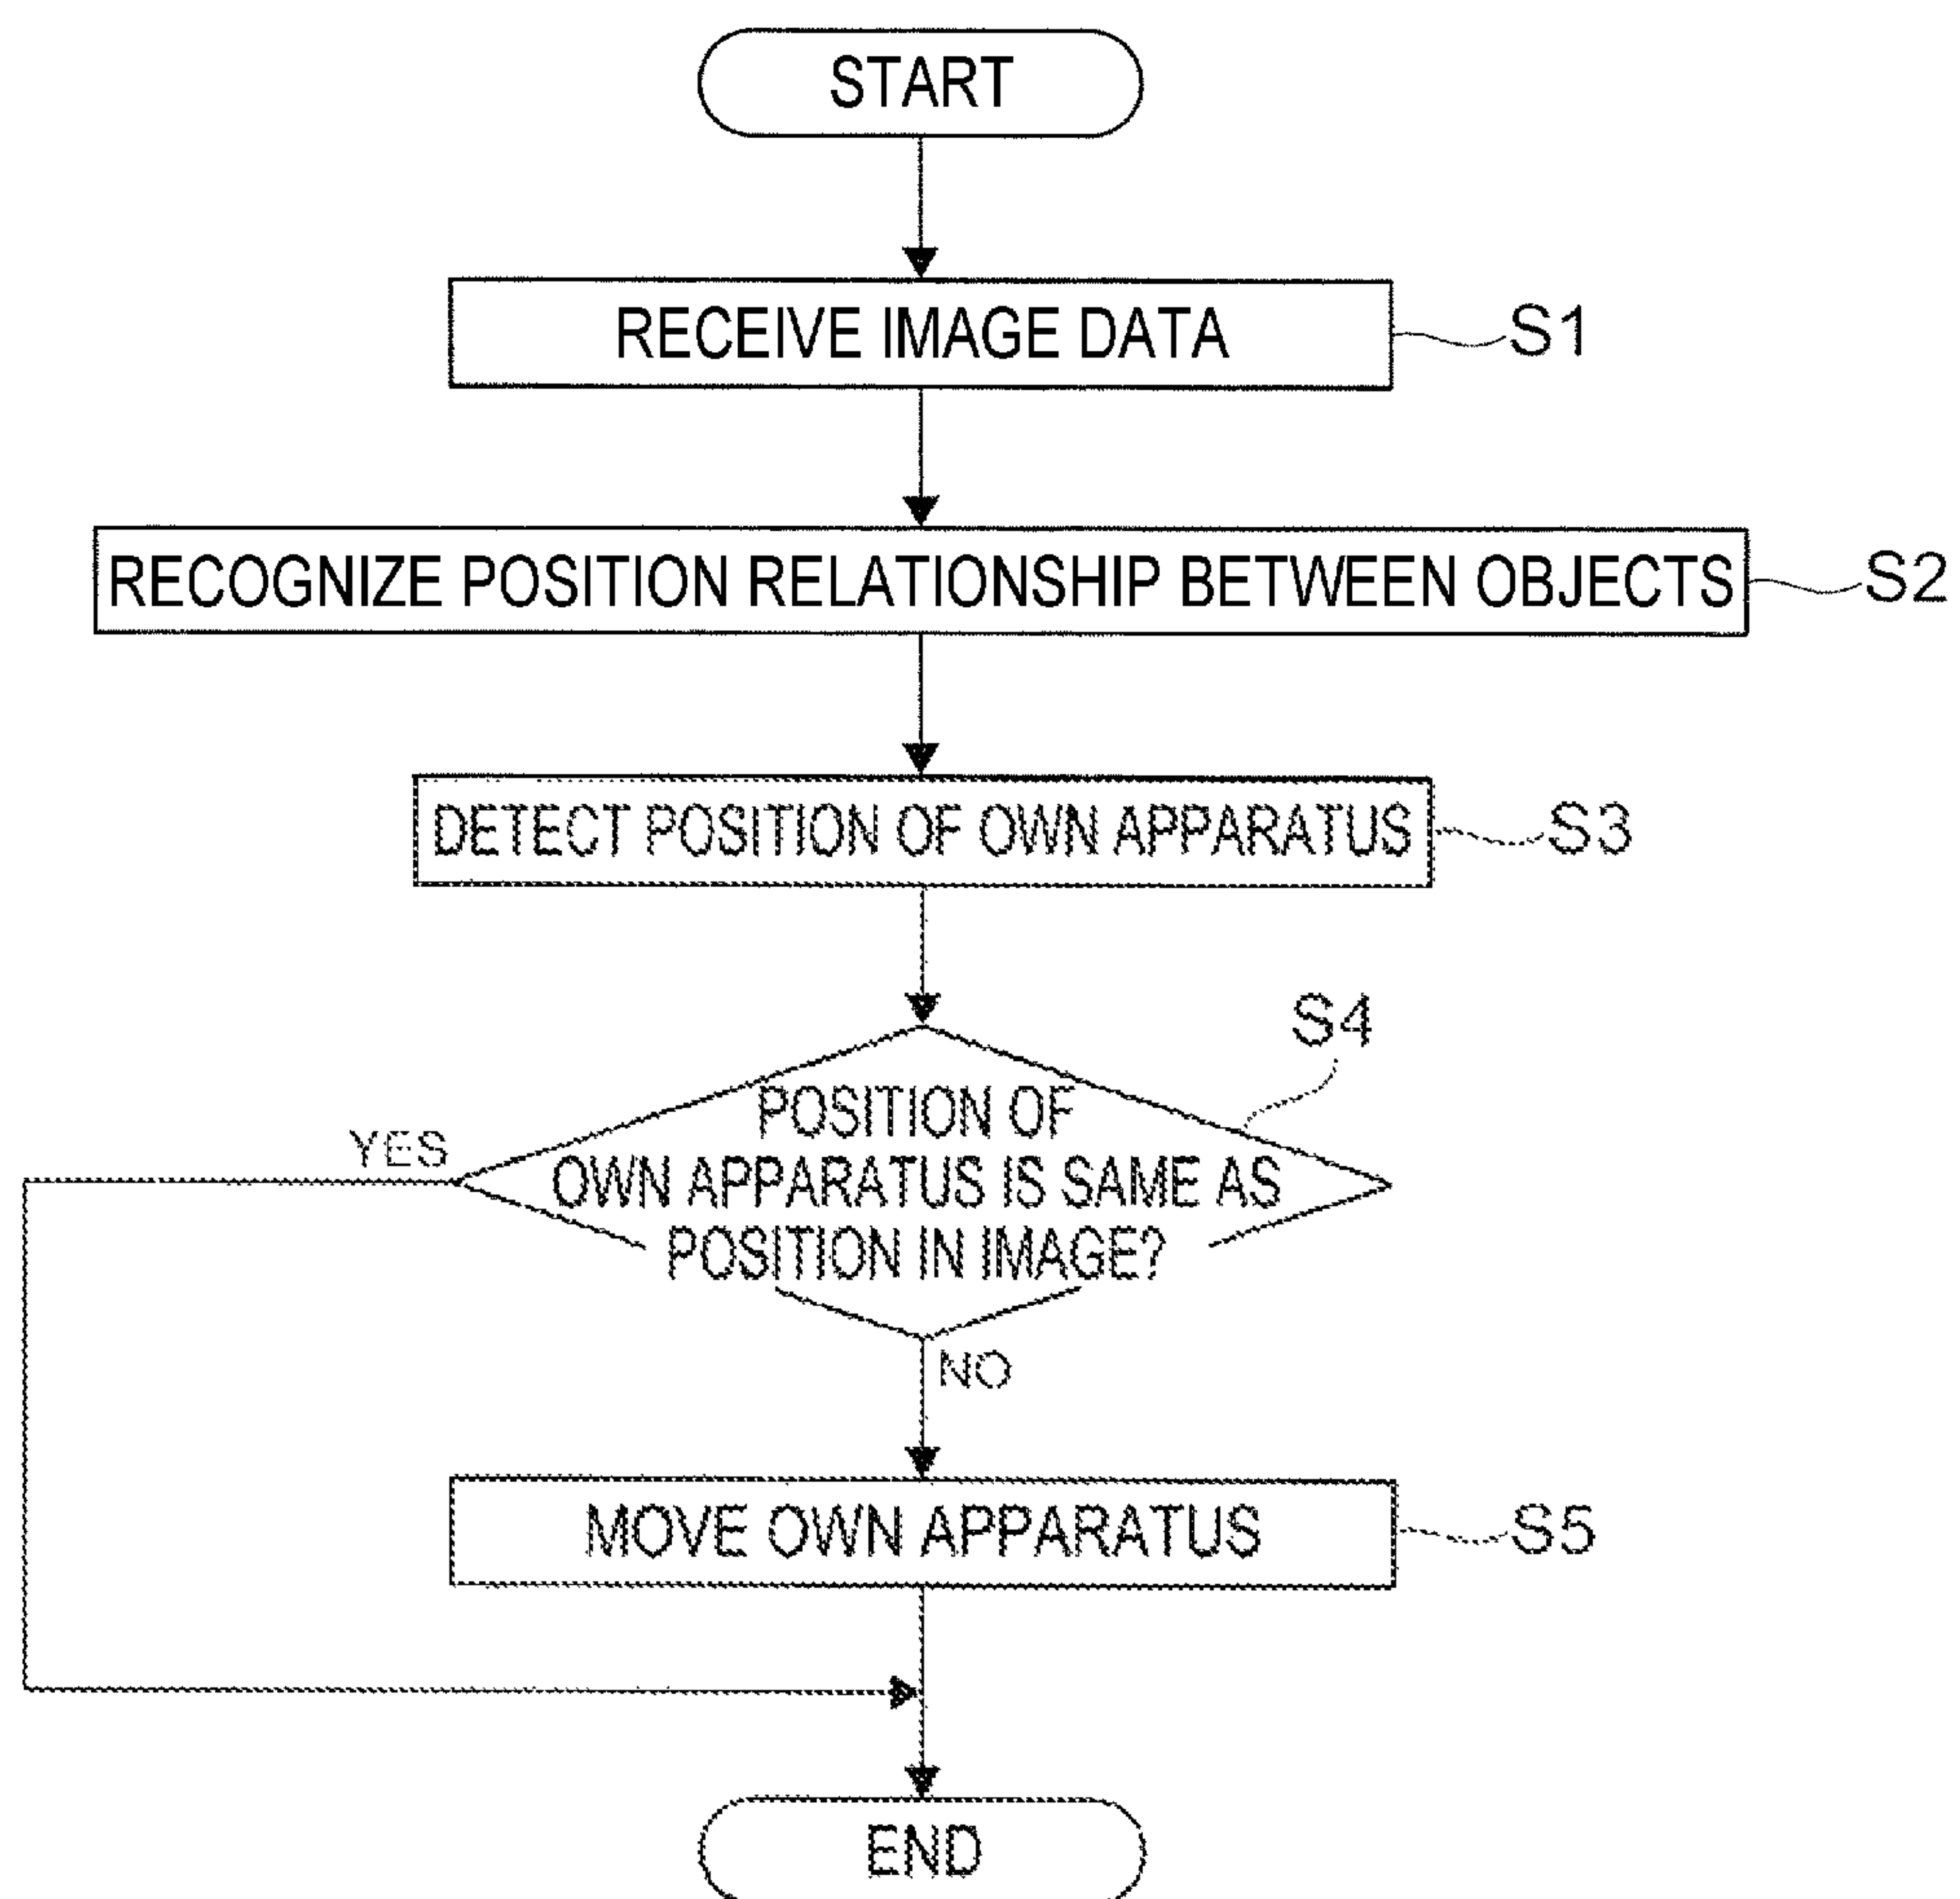 START
RECEIVE IMAGE DATA
S1
RECOGNIZE POSITION RELATIONSHIP BETWEEN OBJECTS
S2
DETECT POSITION OF OWN APPARATUS
S3
S4
POSITION OF
OWN APPARATUS IS SAME AS
POSITION IN IMAGE?
YES
NO
MOVE OWN APPARATUS
S5
END